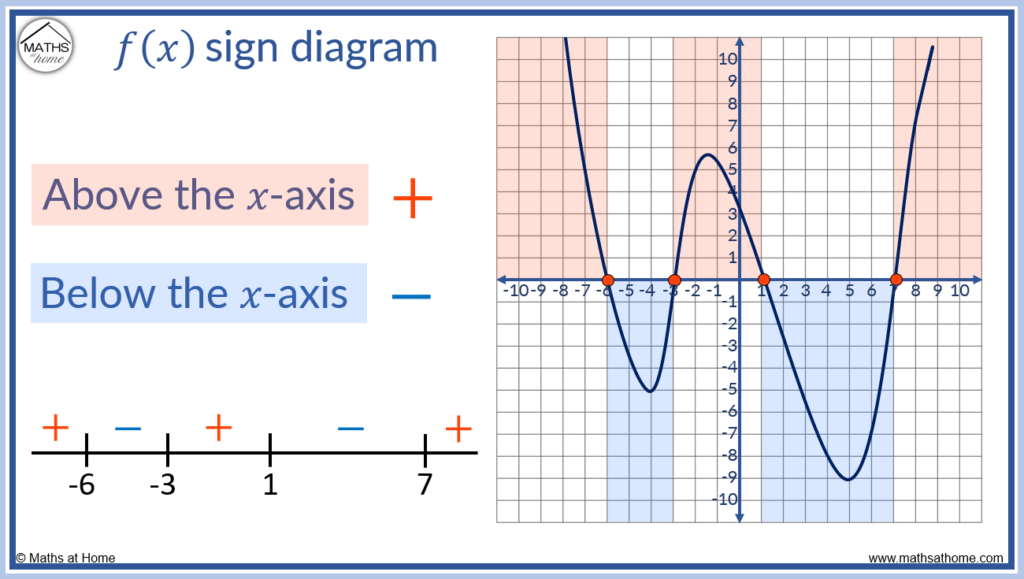 MATHS
at
home
f(x) sign diagram
Above the x-axis +
Below the x-axis −
+ − + − +
-6 -3 1 7
10
9
8
7
6
5
4
3
2
1
-10 -9 -8 -7 -6 -5 -4 -3 -2 -1 1 2 3 4 5 6 8 9 10
-1
-2
-3
-4
-5
-6
-7
-8
-9
-10
© Maths at Home
www.mathsathome.com